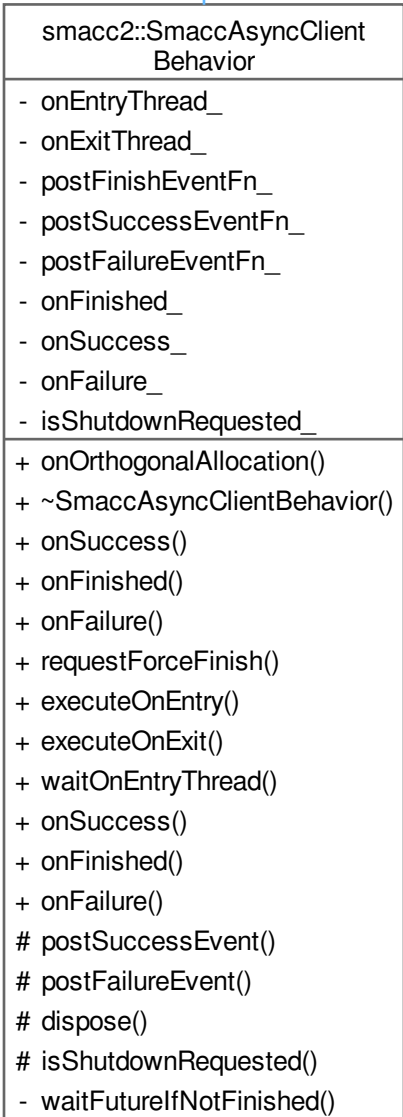 smacc2::SmaccAsyncClient
Behavior
- onEntryThread_
- onExitThread_
- postFinishEventFn_
- postSuccessEventFn_
- postFailureEventFn_
- onFinished_
- onSuccess_
- onFailure_
- isShutdownRequested_
+ onOrthogonalAllocation()
+ ~SmaccAsyncClientBehavior()
+ onSuccess()
+ onFinished()
+ onFailure()
+ requestForceFinish()
+ executeOnEntry()
+ executeOnExit()
+ waitOnEntryThread()
+ onSuccess()
+ onFinished()
+ onFailure()
# postSuccessEvent()
# postFailureEvent()
# dispose()
# isShutdownRequested()
- waitFutureIfNotFinished()